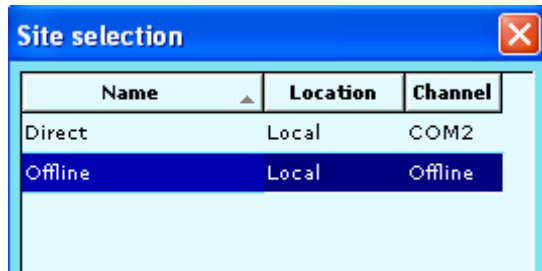 Site selection
Name Location Channel
Direct Local COM2
Offline Local Offline